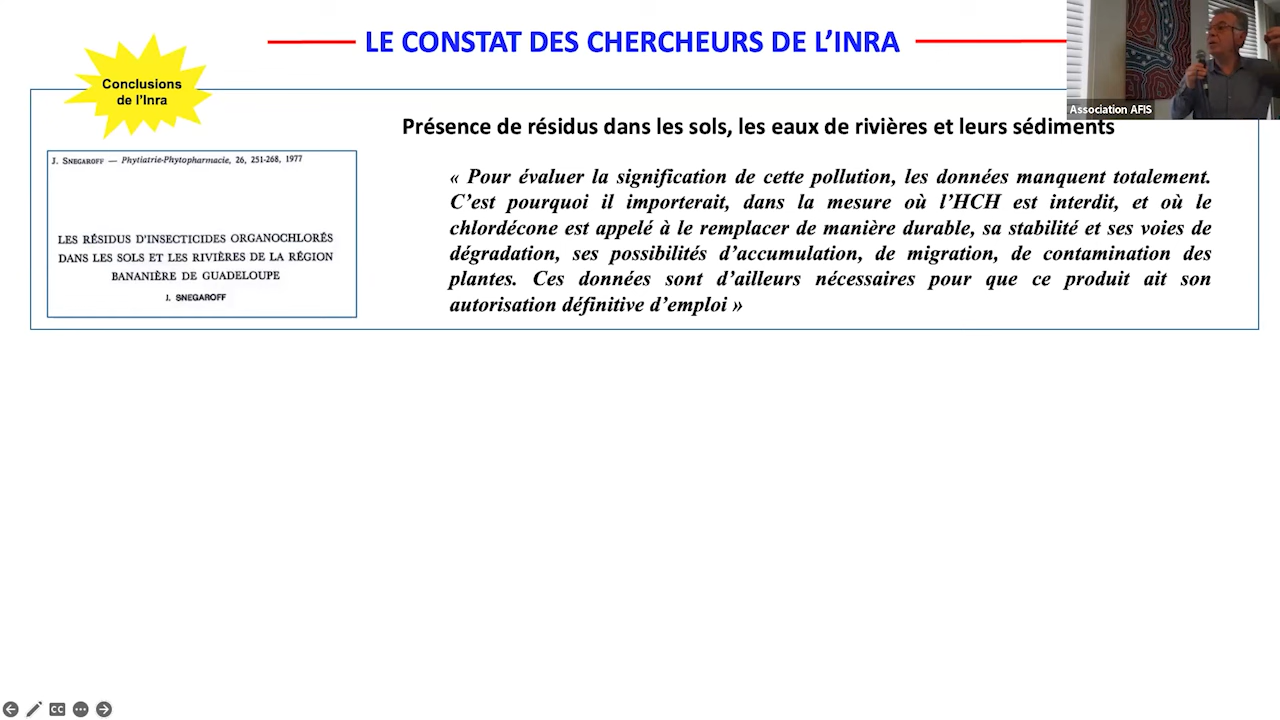 LE CONSTAT DES CHERCHEURS DE L’INRA
Conclusions
de l’Inra
Association AFIS
Présence de résidus dans les sols, les eaux de rivières et leurs sédiments
J. SNEGAROFF — Phytiatrie-Phytopharmacie, 26, 251-268, 1977
LES RÉSIDUS D'INSECTICIDES ORGANOCHLORÉS
DANS LES SOLS ET LES RIVIÈRES DE LA RÉGION
BANANIÈRE DE GUADELOUPE
J. SNEGAROFF
« Pour évaluer la signification de cette pollution, les données manquent totalement.
C’est pourquoi il importerait, dans la mesure où l’HCH est interdit, et où le
chlordécone est appelé à le remplacer de manière durable, sa stabilité et ses voies de
dégradation, ses possibilités d’accumulation, de migration, de contamination des
plantes. Ces données sont d’ailleurs nécessaires pour que ce produit ait son
autorisation définitive d’emploi »
CC